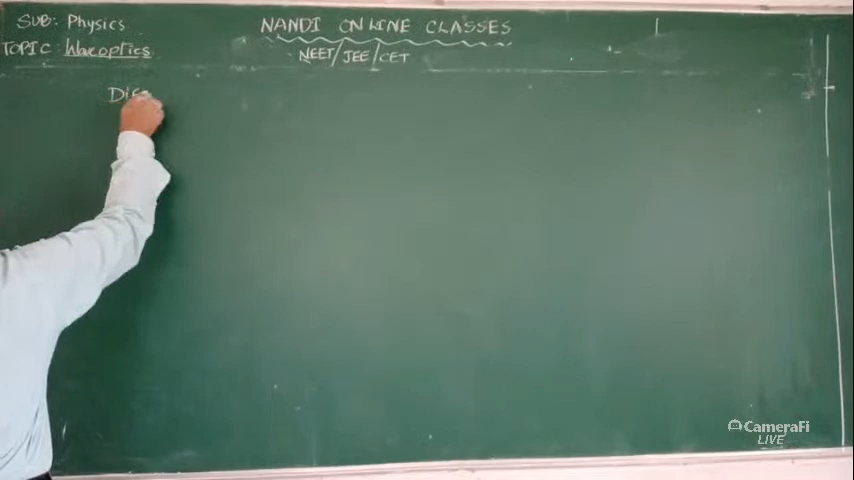 SUB: Physics
NANDI ONLINE CLASSES
TOPIC Waveoptics
NEET/JEE/CET
CameraFi
LIVE